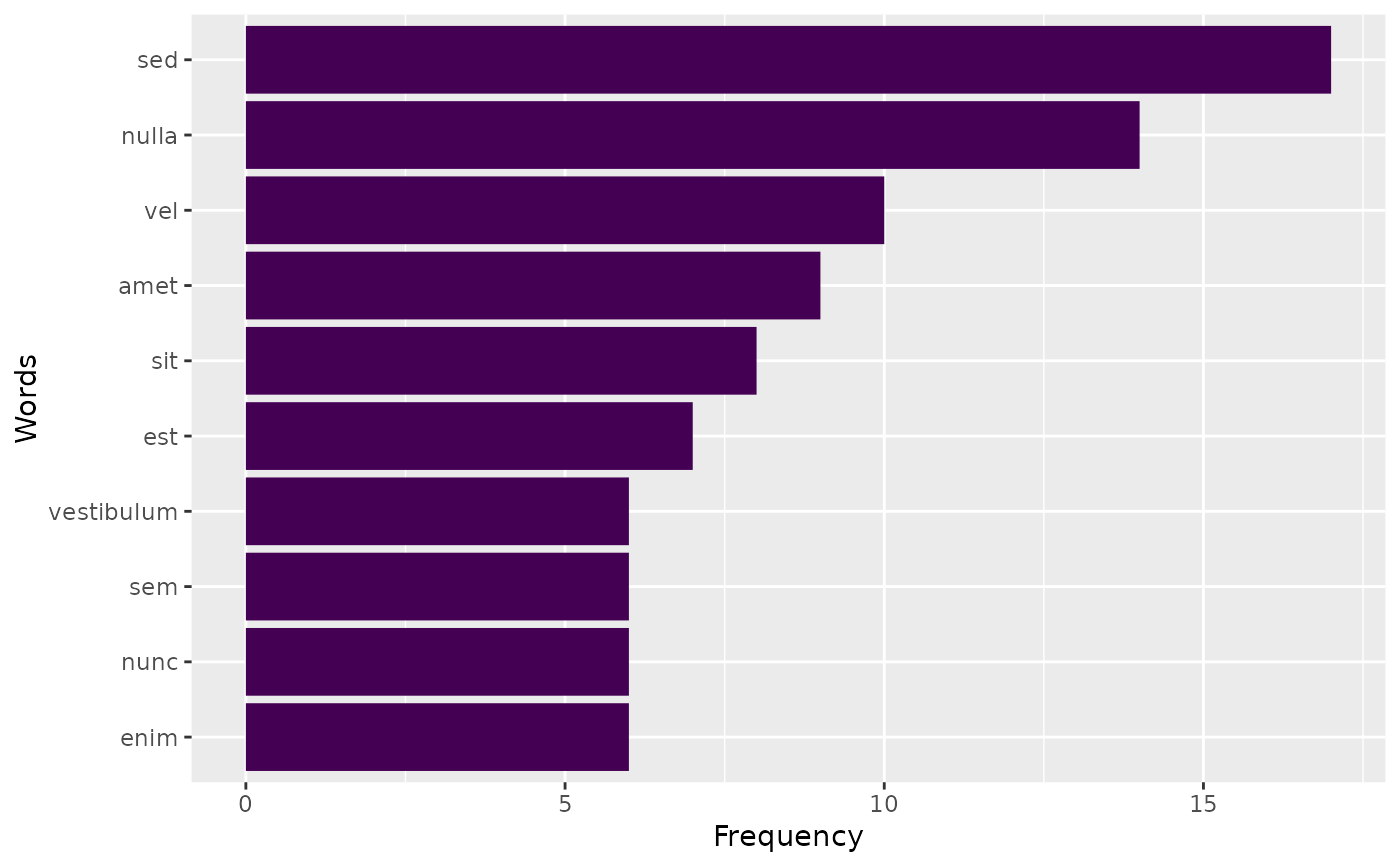 sed
nulla
vel
amet
sit
est
vestibulum
sem
nunc
enim
Words
0 5 10 15
Frequency